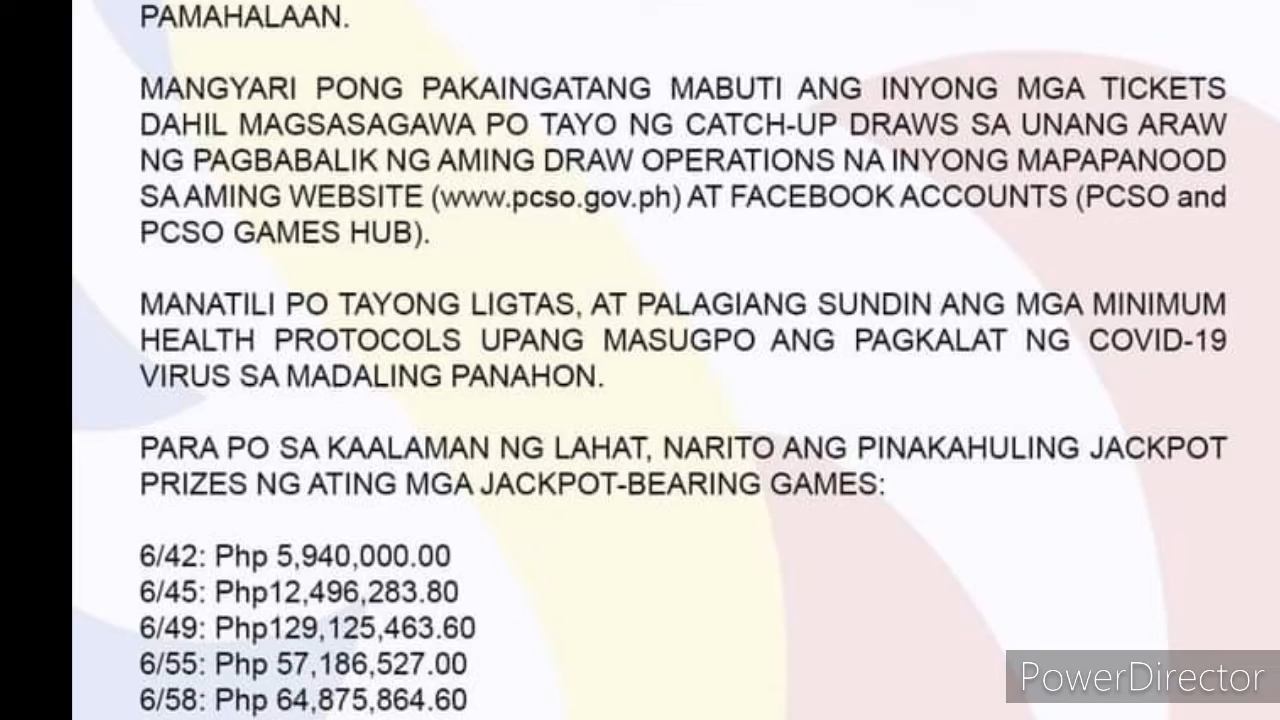 PAMAHALAAN.
MANGYARI PONG PAKAINGATANG MABUTI ANG INYONG MGA TICKETS
DAHIL MAGSASAGAWA PO TAYO NG CATCH-UP DRAWS SA UNANG ARAW
NG PAGBABALIK NG AMING DRAW OPERATIONS NA INYONG MAPAPANOOD
SA AMING WEBSITE (www.pcso.gov.ph) AT FACEBOOK ACCOUNTS (PCSO and
PCSO GAMES HUB).
MANATILI PO TAYONG LIGTAS, AT PALAGIANG SUNDIN ANG MGA MINIMUM
HEALTH PROTOCOLS UPANG MASUGPO ANG PAGKALAT NG COVID-19
VIRUS SA MADALING PANAHON.
PARA PO SA KAALAMAN NG LAHAT, NARITO ANG PINAKAHULING JACKPOT
PRIZES NG ATING MGA JACKPOT-BEARING GAMES:
6/42: Php 5,940,000.00
6/45: Php12,496,283.80
6/49: Php129,125,463.60
6/55: Php 57,186,527.00
6/58: Php 64,875,864.60
PowerDirector